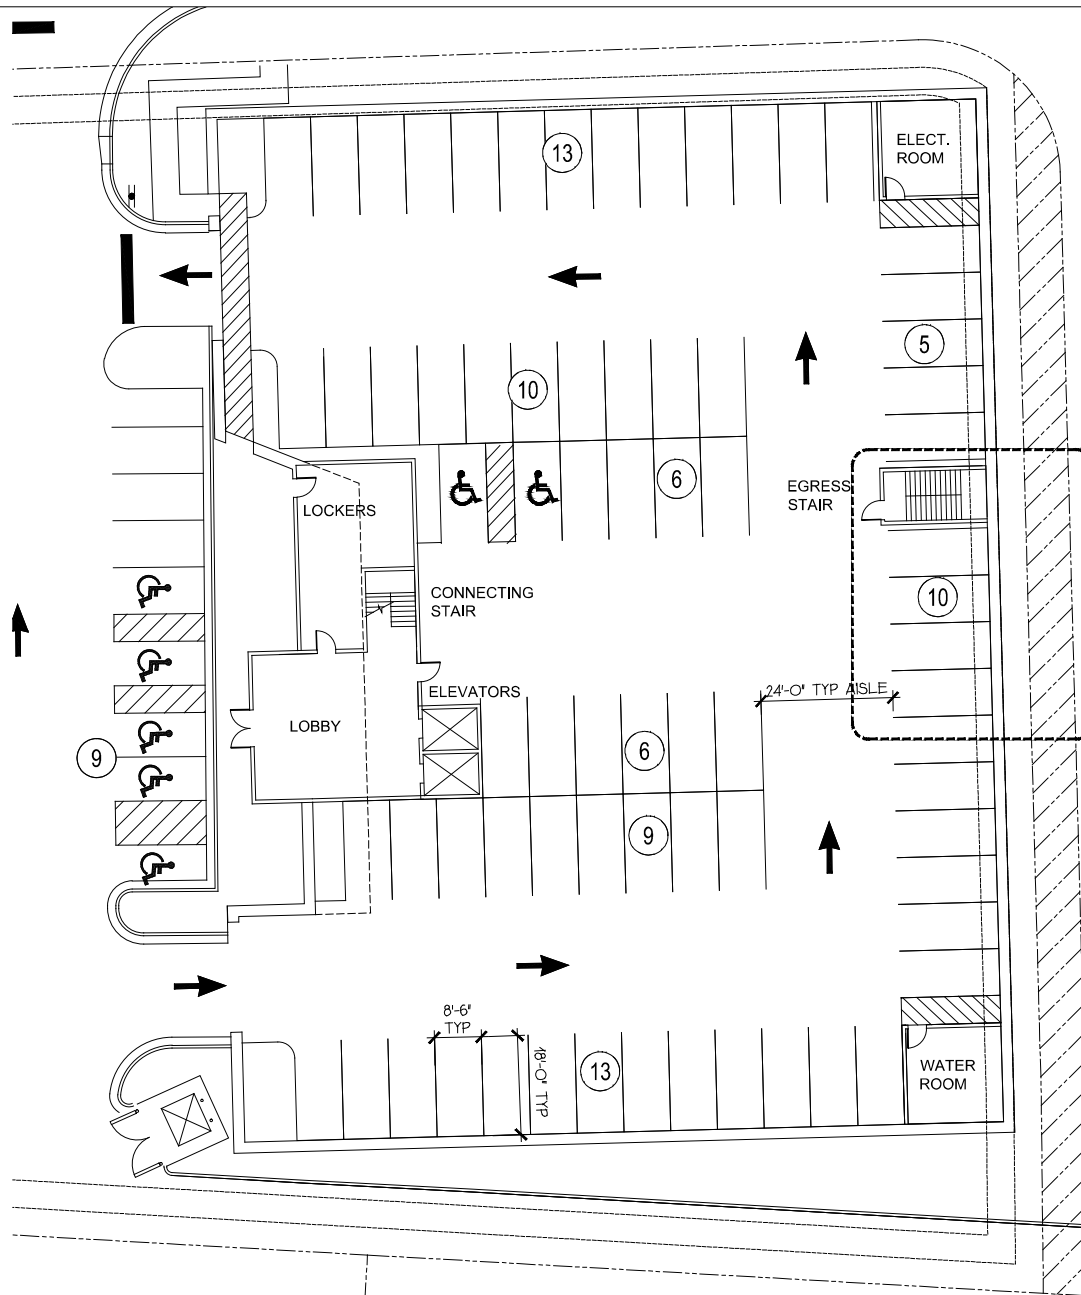 13
ELECT.
ROOM
5
10
6
EGRESS
STAIR
LOCKERS
CONNECTING
STAIR
10
ELEVATORS
24'-0" TYP AISLE
LOBBY
9
6
9
8'-6"
TYP
18'-0" TYP
13
WATER
ROOM